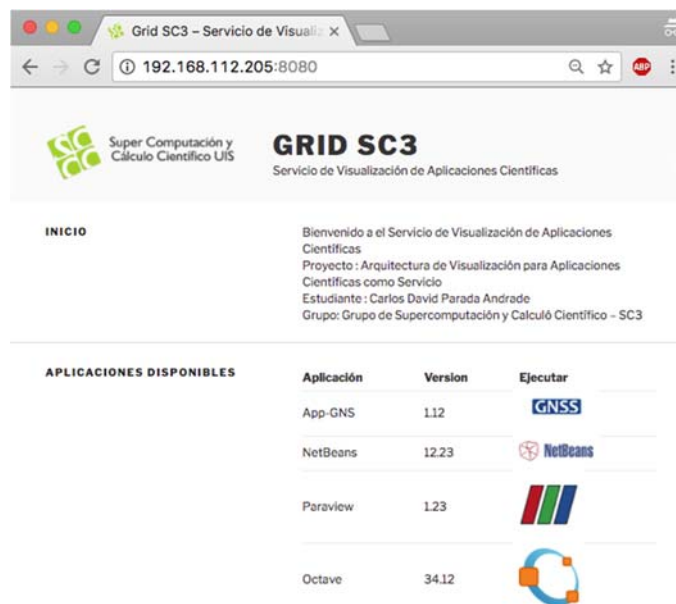 Grid SC3 – Servicio de Visualiz
192.168.112.205:8080
ABP
Super Computación y
Cálculo Científico UIS
GRID SC3
Servicio de Visualización de Aplicaciones Científicas
INICIO
Bienvenido a el Servicio de Visualización de Aplicaciones
Científicas
Proyecto : Arquitectura de Visualización para Aplicaciones
Científicas como Servicio
Estudiante : Carlos David Parada Andrade
Grupo: Grupo de Supercomputación y Calculó Científico – SC3
APLICACIONES DISPONIBLES
Aplicación Version Ejecutar
App-GNS 1.12 GNSS
NetBeans 12.23 NetBeans
Paraview 1.23
Octave 34.12